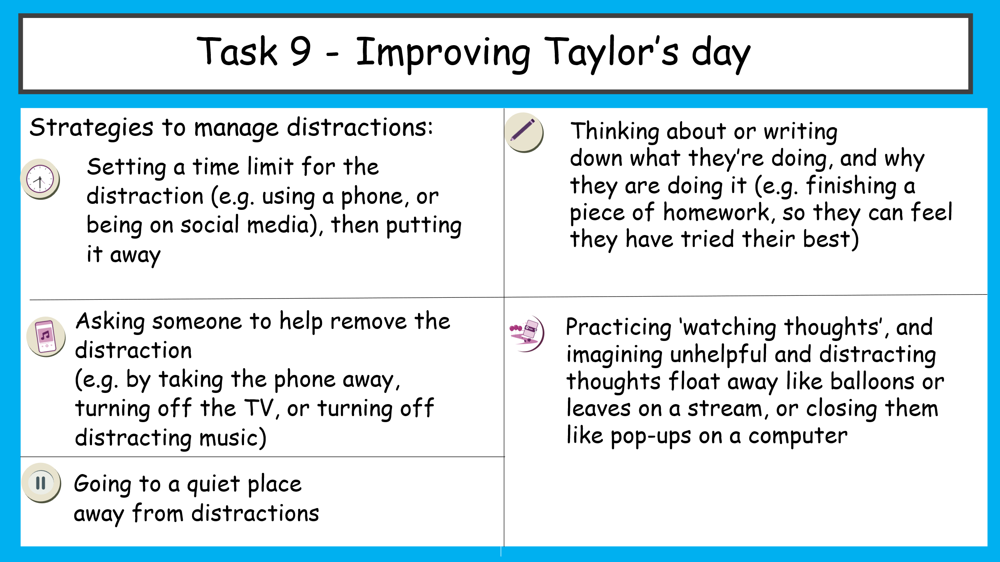 Task 9 - Improving Taylor's day
Strategies to manage distractions:
Setting a time limit for the
distraction (e.g. using a phone, or
being on social media), then putting
it away
Asking someone to help remove the
distraction
(e.g. by taking the phone away,
turning off the TV, or turning off
distracting music)
Going to a quiet place
away from distractions
Thinking about or writing
down what they're doing, and why
they are doing it (e.g. finishing a
piece of homework, so they can feel
they have tried their best)
Practicing 'watching thoughts', and
imagining unhelpful and distracting
thoughts float away like balloons or
leaves on a stream, or closing them
like pop-ups on a computer